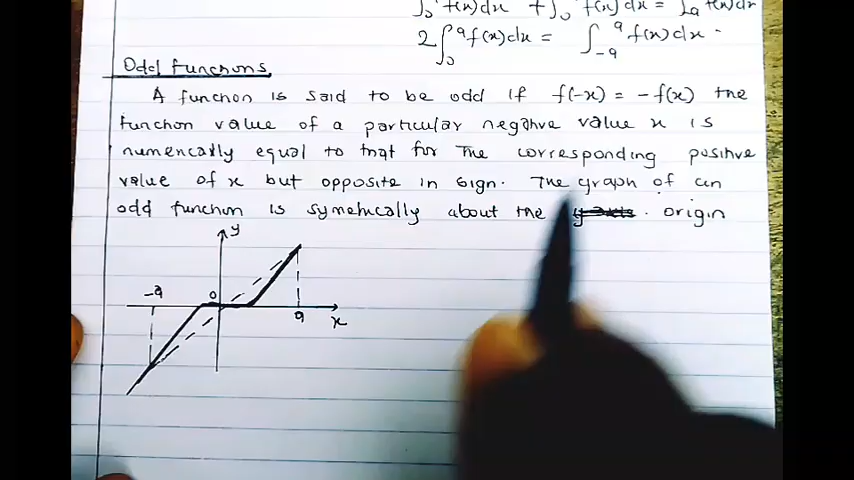 2∫₀ᵃ f(x)dx = ∫₋ₐᵃ f(x)dx .
Odd functions.
A function is said to be odd if f(-x) = -f(x) the
function value of a particular negative value x is
numerically equal to that for the corresponding positive
value of x but opposite in sign. The graph of an
odd function is symetrically about the origin
y
-a
o
a
x